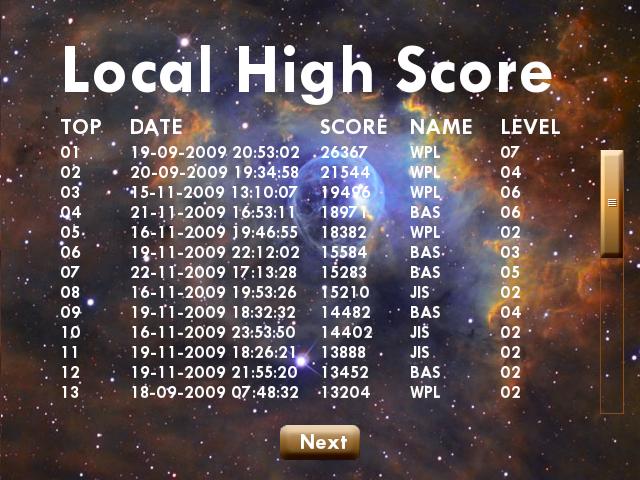 Local High Score
TOP DATE SCORE NAME LEVEL
01 19-09-2009 20:53:02 26367 WPL 07
02 20-09-2009 19:34:58 21544 WPL 04
03 15-11-2009 13:10:07 19496 WPL 06
04 21-11-2009 16:53:11 18971 BAS 06
05 16-11-2009 19:46:55 18382 WPL 02
06 19-11-2009 22:12:02 15584 BAS 03
07 22-11-2009 17:13:28 15283 BAS 05
08 16-11-2009 19:53:26 15210 JIS 02
09 19-11-2009 18:32:32 14482 BAS 04
10 16-11-2009 23:53:50 14402 JIS 02
11 19-11-2009 18:26:21 13888 JIS 02
12 19-11-2009 21:55:20 13452 BAS 02
13 18-09-2009 07:48:32 13204 WPL 02
Next